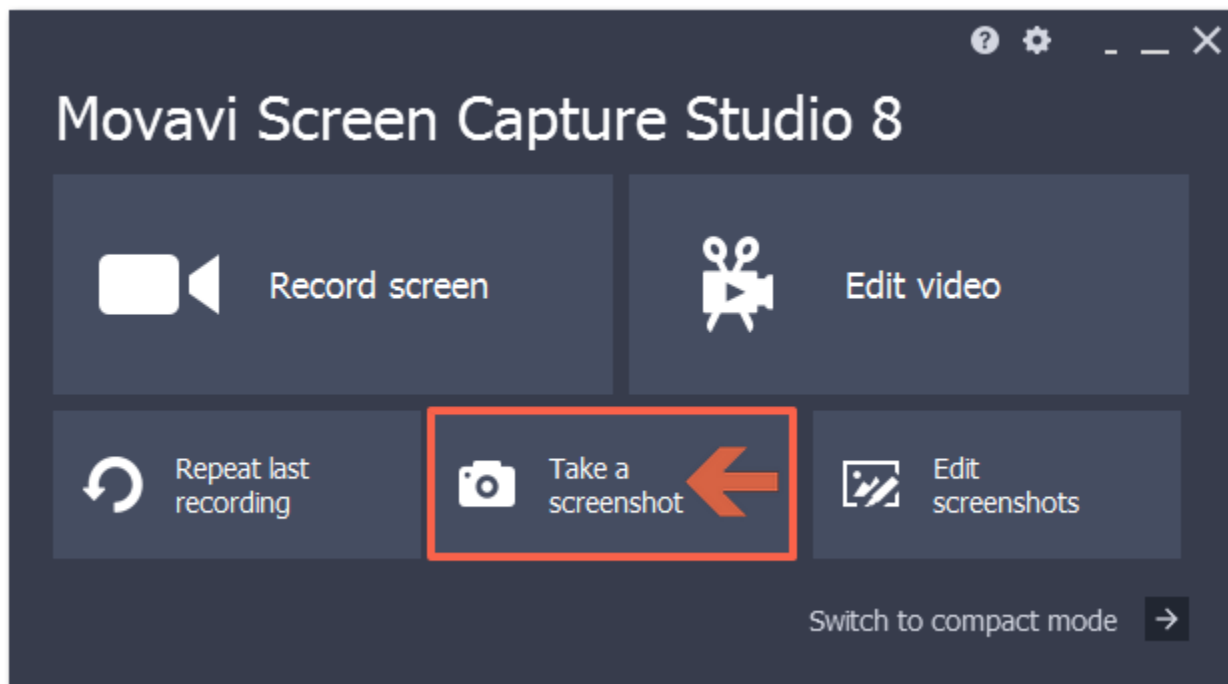 Movavi Screen Capture Studio 8
Record screen
Edit video
Repeat last
recording
Take a
screenshot
Edit
screenshots
Switch to compact mode